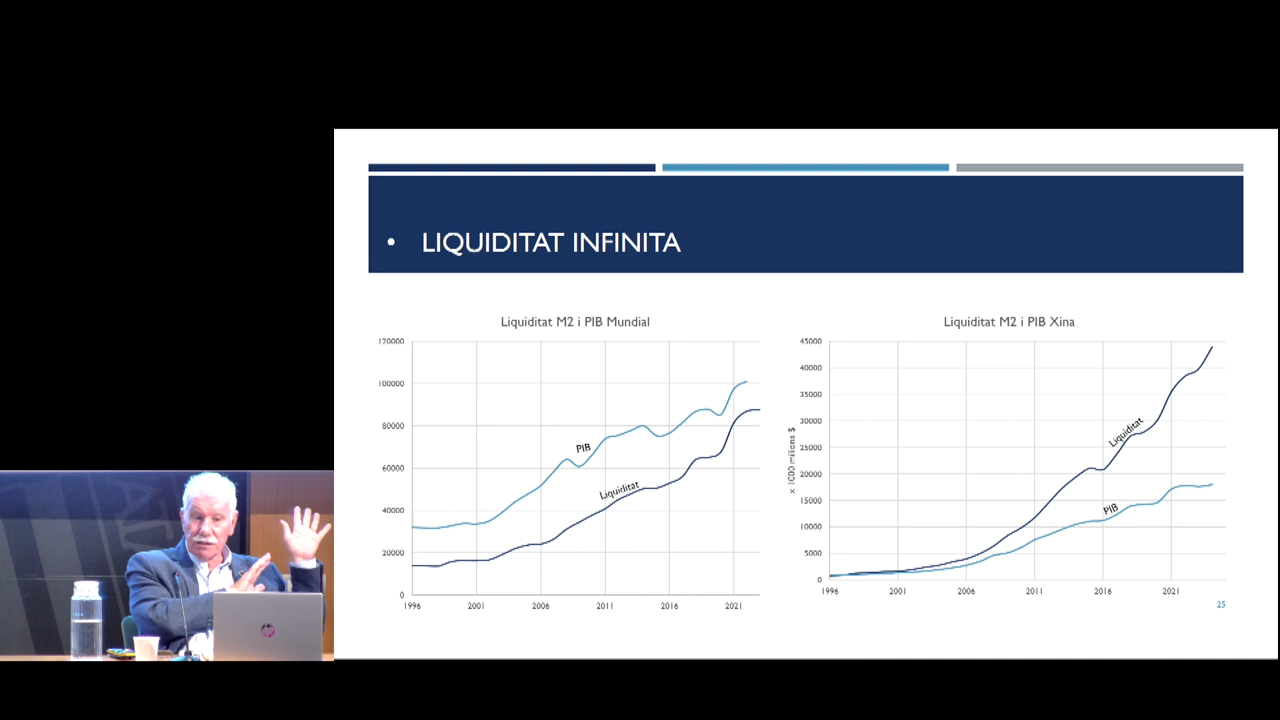 • LIQUIDITAT INFINITA
Liquiditat M2 i PIB Mundial
120000
100000
80000
60000
40000
20000
0
1996 2001 2006 2011 2016 2021
PIB
Liquiditat
Liquiditat M2 i PIB Xina
x 1000 milions $
45000
40000
35000
30000
25000
20000
15000
10000
5000
0
1996 2001 2006 2011 2016 2021
Liquiditat
PIB
25
hp